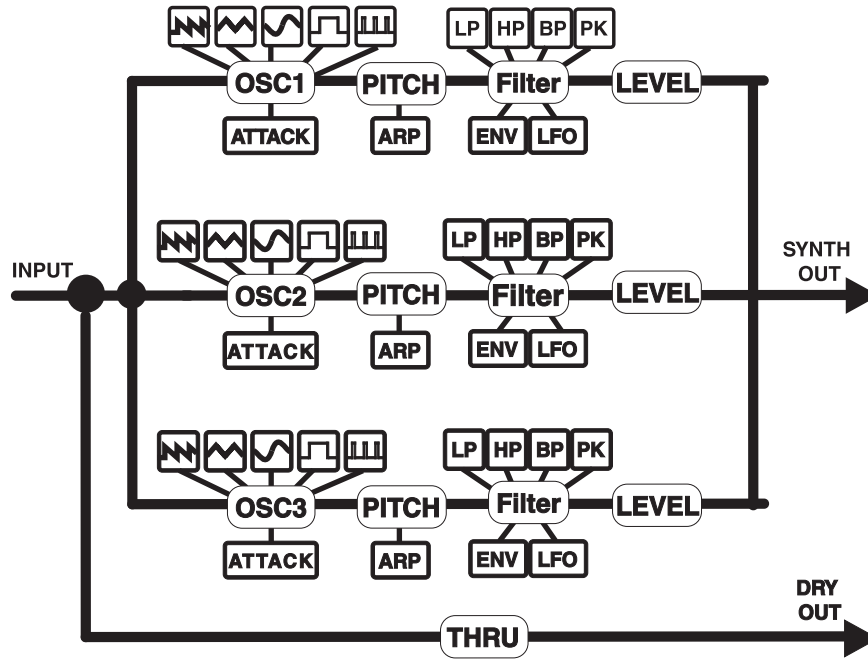 LP HP BP PK
OSC1 PITCH Filter LEVEL
ATTACK ARP ENV LFO
LP HP BP PK
INPUT
SYNTH
OUT
OSC2 PITCH Filter LEVEL
ATTACK ARP ENV LFO
LP HP BP PK
OSC3 PITCH Filter LEVEL
ATTACK ARP ENV LFO
DRY
OUT
THRU